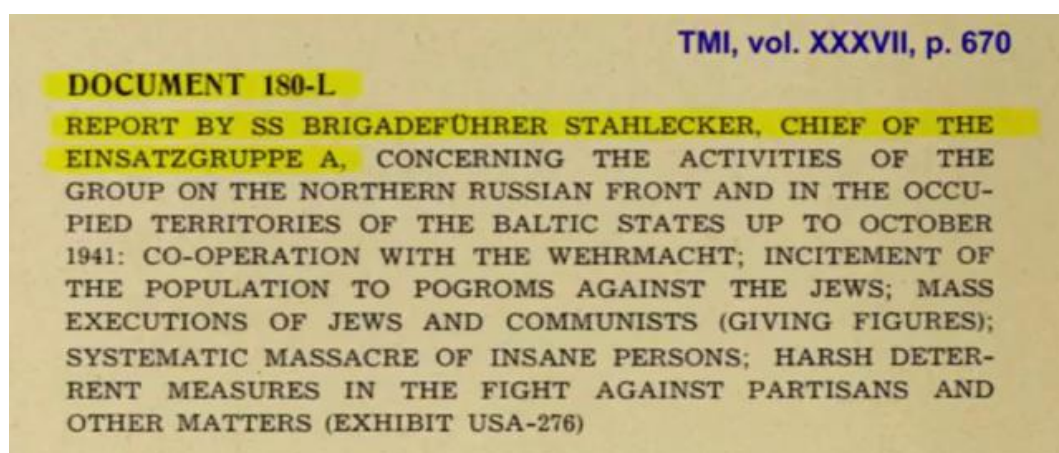 TMI, vol. XXXVII, p. 670
DOCUMENT 180-L
REPORT BY SS BRIGADEFÜHRER STAHLECKER, CHIEF OF THE
EINSATZGRUPPE A, CONCERNING THE ACTIVITIES OF THE
GROUP ON THE NORTHERN RUSSIAN FRONT AND IN THE OCCU-
PIED TERRITORIES OF THE BALTIC STATES UP TO OCTOBER
1941: CO-OPERATION WITH THE WEHRMACHT; INCITEMENT OF
THE POPULATION TO POGROMS AGAINST THE JEWS; MASS
EXECUTIONS OF JEWS AND COMMUNISTS (GIVING FIGURES);
SYSTEMATIC MASSACRE OF INSANE PERSONS; HARSH DETER-
RENT MEASURES IN THE FIGHT AGAINST PARTISANS AND
OTHER MATTERS (EXHIBIT USA-276)